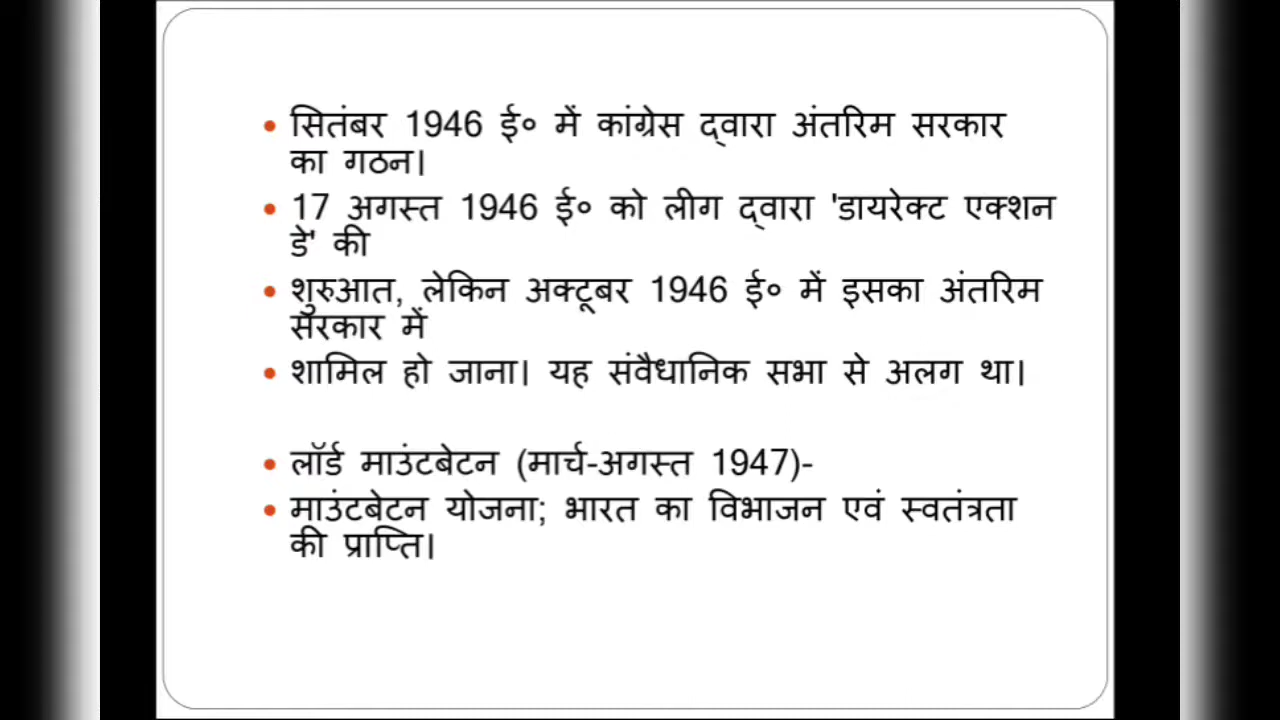 • सितंबर 1946 ई० में कांग्रेस द्वारा अंतरिम सरकार
का गठन।
• 17 अगस्त 1946 ई० को लीग द्वारा 'डायरेक्ट एक्शन
डे' की
• शुरुआत, लेकिन अक्टूबर 1946 ई० में इसका अंतरिम
सरकार में
• शामिल हो जाना। यह संवैधानिक सभा से अलग था।
• लॉर्ड माउंटबेटन (मार्च-अगस्त 1947)-
• माउंटबेटन योजना; भारत का विभाजन एवं स्वतंत्रता
की प्राप्ति।